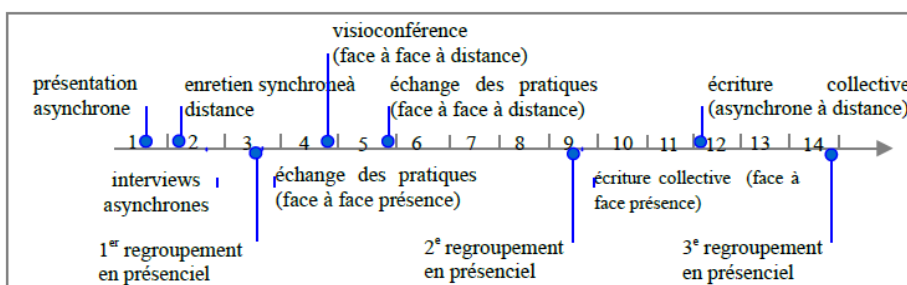 visioconférence
(face à face à distance)
présentation
asynchrone
enretien synchroneà
distance
échange des pratiques
(face à face à distance)
écriture collective
(asynchrone à distance)
1 2 3 4 5 6 7 8 9 10 11 12 13 14
interviews
asynchrones
échange des pratiques
(face à face présence)
écriture collective (face à
face présence)
1er regroupement
en présenciel
2e regroupement
en présenciel
3e regroupement
en présenciel